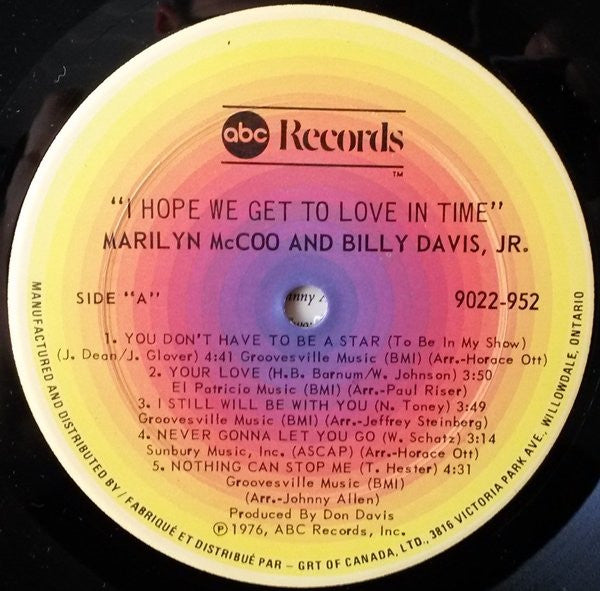 abc Records
TM
"I HOPE WE GET TO LOVE IN TIME"
MARILYN McCOO AND BILLY DAVIS, JR.
SIDE "A"
9022-952
1. YOU DON'T HAVE TO BE A STAR (To Be In My Show)
(J. Dean/J. Glover) 4:41 Groovesville Music (BMI) (Arr.-Horace Ott)
2. YOUR LOVE (H.B. Barnum/W. Johnson) 3:50
El Patricio Music (BMI) (Arr.-Paul Riser)
3. I STILL WILL BE WITH YOU (N. Toney) 3:49
Groovesville Music (BMI) (Arr.-Jeffrey Steinberg)
4. NEVER GONNA LET YOU GO (W. Schatz) 3:14
Sunbury Music, Inc. (ASCAP) (Arr.-Horace Ott)
5. NOTHING CAN STOP ME (T. Hester) 4:31
Groovesville Music (BMI)
(Arr.-Johnny Allen)
Produced By Don Davis
℗ 1976, ABC Records, Inc.
MANUFACTURED AND DISTRIBUTED BY / FABRIQUÉ ET DISTRIBUÉ PAR – GRT OF CANADA, LTD., 3816 VICTORIA PARK AVE., WILLOWDALE, ONTARIO